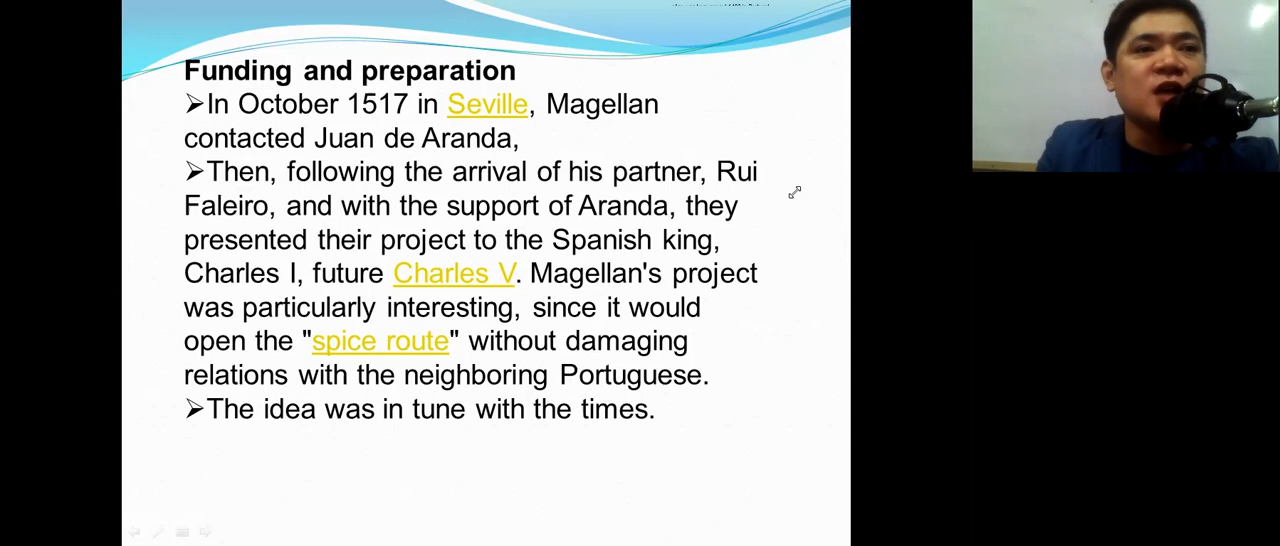 Funding and preparation
➢In October 1517 in Seville, Magellan
contacted Juan de Aranda,
➢Then, following the arrival of his partner, Rui
Faleiro, and with the support of Aranda, they
presented their project to the Spanish king,
Charles I, future Charles V. Magellan's project
was particularly interesting, since it would
open the "spice route" without damaging
relations with the neighboring Portuguese.
➢The idea was in tune with the times.